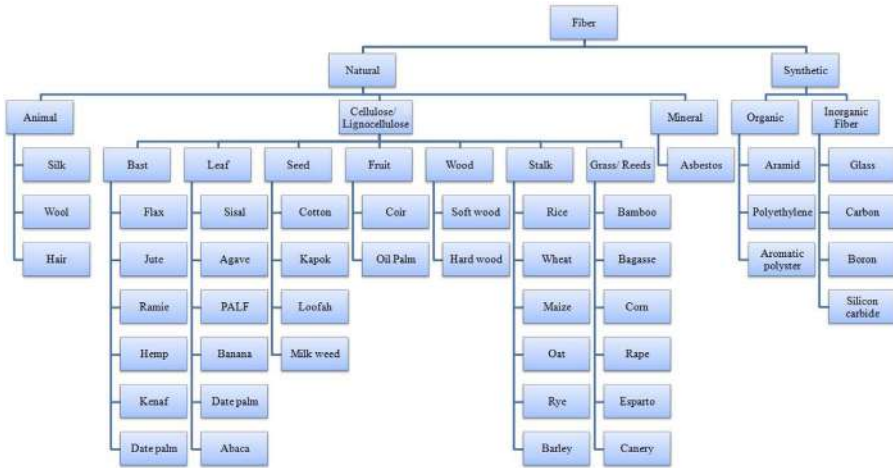 Fiber
Natural
Synthetic
Animal
Cellulose/
Lignocellulose
Mineral
Organic
Inorganic
Fiber
Silk
Bast
Leaf
Seed
Fruit
Wood
Stalk
Grass/ Reeds
Asbestos
Aramid
Glass
Wool
Flax
Sisal
Cotton
Coir
Soft wood
Rice
Bamboo
Polyethylene
Carbon
Hair
Jute
Agave
Kapok
Oil Palm
Hard wood
Wheat
Bagasse
Aromatic
polyster
Boron
Ramie
PALF
Loofah
Maize
Corn
Silicon
carbide
Hemp
Banana
Milk weed
Oat
Rape
Kenaf
Date palm
Rye
Esparto
Date palm
Abaca
Barley
Canery